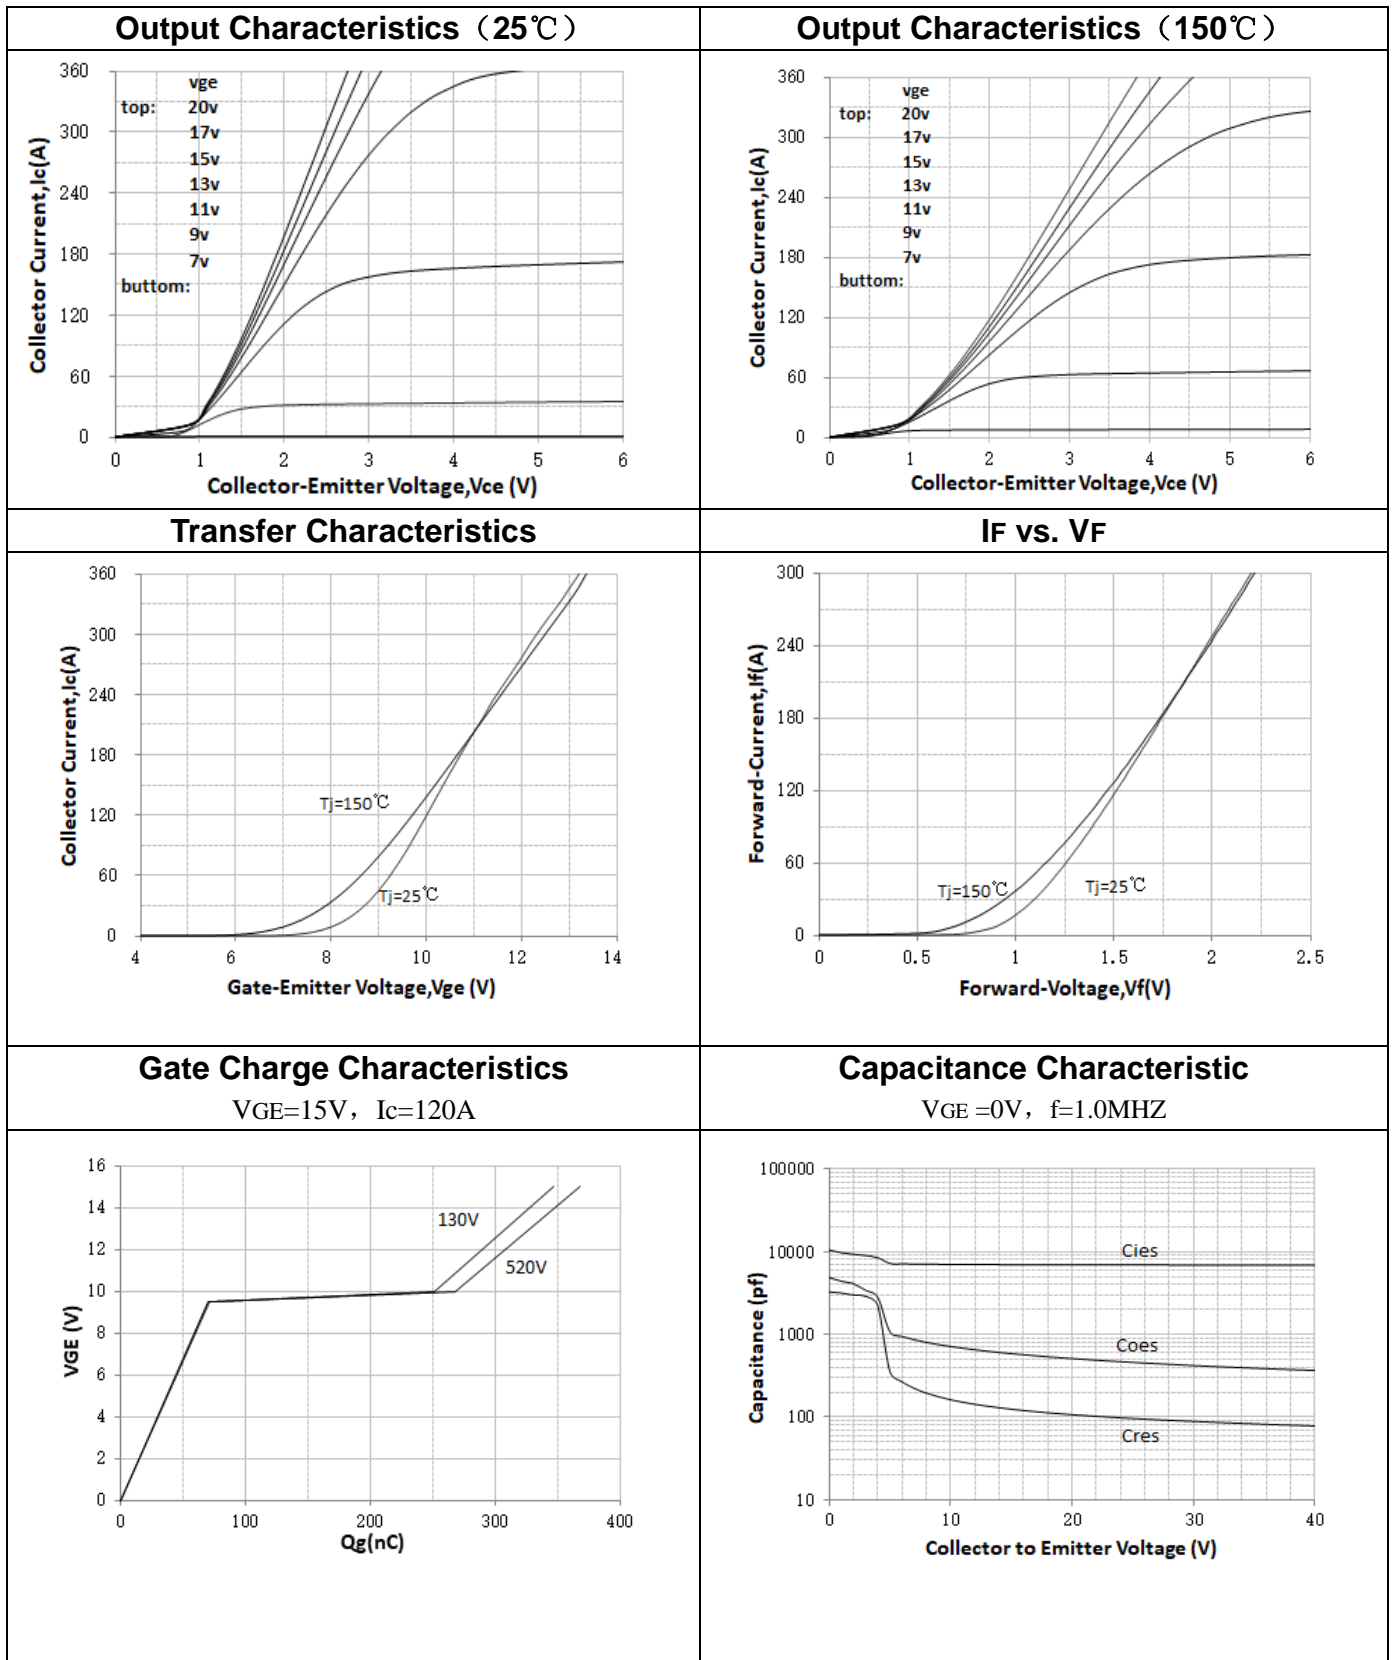 Output Characteristics（25℃）
360
300
240
180
120
60
0
Collector Current,Ic(A)
vge
top: 20v
17v
15v
13v
11v
9v
7v
buttom:
0 1 2 3 4 5 6
Collector-Emitter Voltage,Vce (V)
Output Characteristics（150℃）
360
300
240
180
120
60
0
Collector Current,Ic(A)
vge
top: 20v
17v
15v
13v
11v
9v
7v
buttom:
0 1 2 3 4 5 6
Collector-Emitter Voltage,Vce (V)
Transfer Characteristics
360
300
240
180
120
60
0
Collector Current,Ic(A)
Tj=150℃
Tj=25℃
4 6 8 10 12 14
Gate-Emitter Voltage,Vge (V)
IF vs. VF
300
240
180
120
60
0
Forward-Current,If(A)
Tj=150℃
Tj=25℃
0 0.5 1 1.5 2 2.5
Forward-Voltage,Vf(V)
Gate Charge Characteristics
VGE=15V，Ic=120A
16
14
12
10
8
6
4
2
0
VGE (V)
130V
520V
0 100 200 300 400
Qg(nC)
Capacitance Characteristic
VGE =0V，f=1.0MHZ
100000
10000
1000
100
10
Capacitance (pf)
Cies
Coes
Cres
0 10 20 30 40
Collector to Emitter Voltage (V)